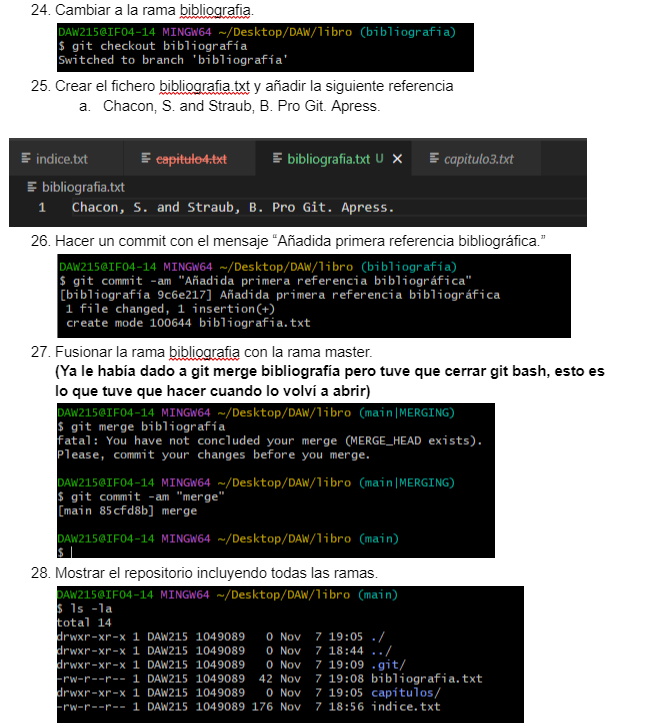 24. Cambiar a la rama bibliografia.
DAW215@IF04-14 MINGW64 ~/Desktop/DAW/libro (bibliografía)
$ git checkout bibliografía
Switched to branch 'bibliografía'
25. Crear el fichero bibliografia.txt y añadir la siguiente referencia
a. Chacon, S. and Straub, B. Pro Git. Apress.
indice.txt capitulo4.txt bibliografia.txt U × capitulo3.txt
bibliografia.txt
1 Chacon, S. and Straub, B. Pro Git. Apress.
26. Hacer un commit con el mensaje “Añadida primera referencia bibliográfica.”
DAW215@IF04-14 MINGW64 ~/Desktop/DAW/libro (bibliografía)
$ git commit -am "Añadida primera referencia bibliográfica"
[bibliografía 9c6e217] Añadida primera referencia bibliográfica
1 file changed, 1 insertion(+)
create mode 100644 bibliografia.txt
27. Fusionar la rama bibliografia con la rama master.
(Ya le había dado a git merge bibliografía pero tuve que cerrar git bash, esto es
lo que tuve que hacer cuando lo volví a abrir)
DAW215@IF04-14 MINGW64 ~/Desktop/DAW/libro (main|MERGING)
$ git merge bibliografía
fatal: You have not concluded your merge (MERGE_HEAD exists).
Please, commit your changes before you merge.
DAW215@IF04-14 MINGW64 ~/Desktop/DAW/libro (main|MERGING)
$ git commit -am "merge"
[main 85cfd8b] merge
DAW215@IF04-14 MINGW64 ~/Desktop/DAW/libro (main)
$
28. Mostrar el repositorio incluyendo todas las ramas.
DAW215@IF04-14 MINGW64 ~/Desktop/DAW/libro (main)
$ ls -la
total 14
drwxr-xr-x 1 DAW215 1049089 0 Nov 7 19:05 ./
drwxr-xr-x 1 DAW215 1049089 0 Nov 7 18:44 ../
drwxr-xr-x 1 DAW215 1049089 0 Nov 7 19:09 .git/
-rw-r--r-- 1 DAW215 1049089 42 Nov 7 19:08 bibliografia.txt
drwxr-xr-x 1 DAW215 1049089 0 Nov 7 19:05 capítulos/
-rw-r--r-- 1 DAW215 1049089 176 Nov 7 18:56 indice.txt